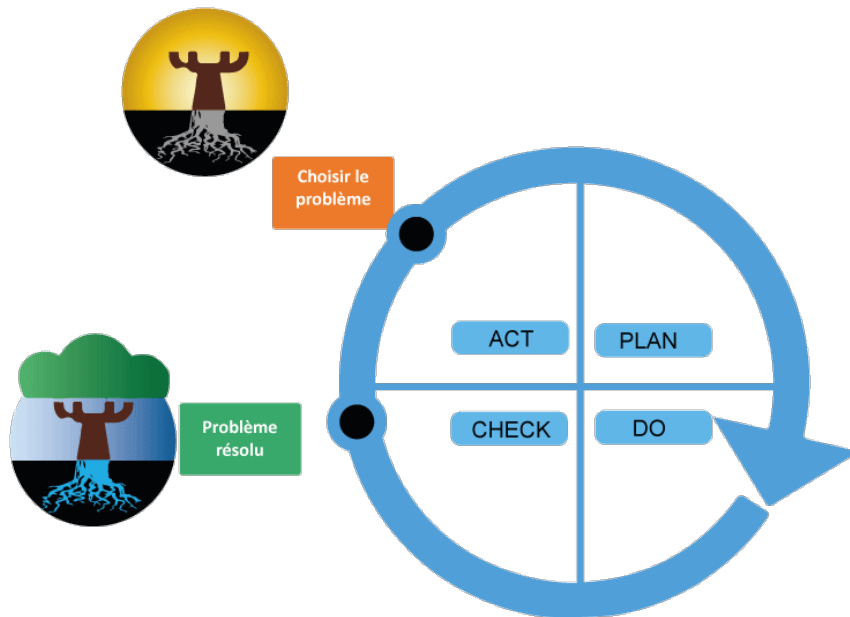 Choisir le
problème
ACT
PLAN
Problème
résolu
CHECK
DO